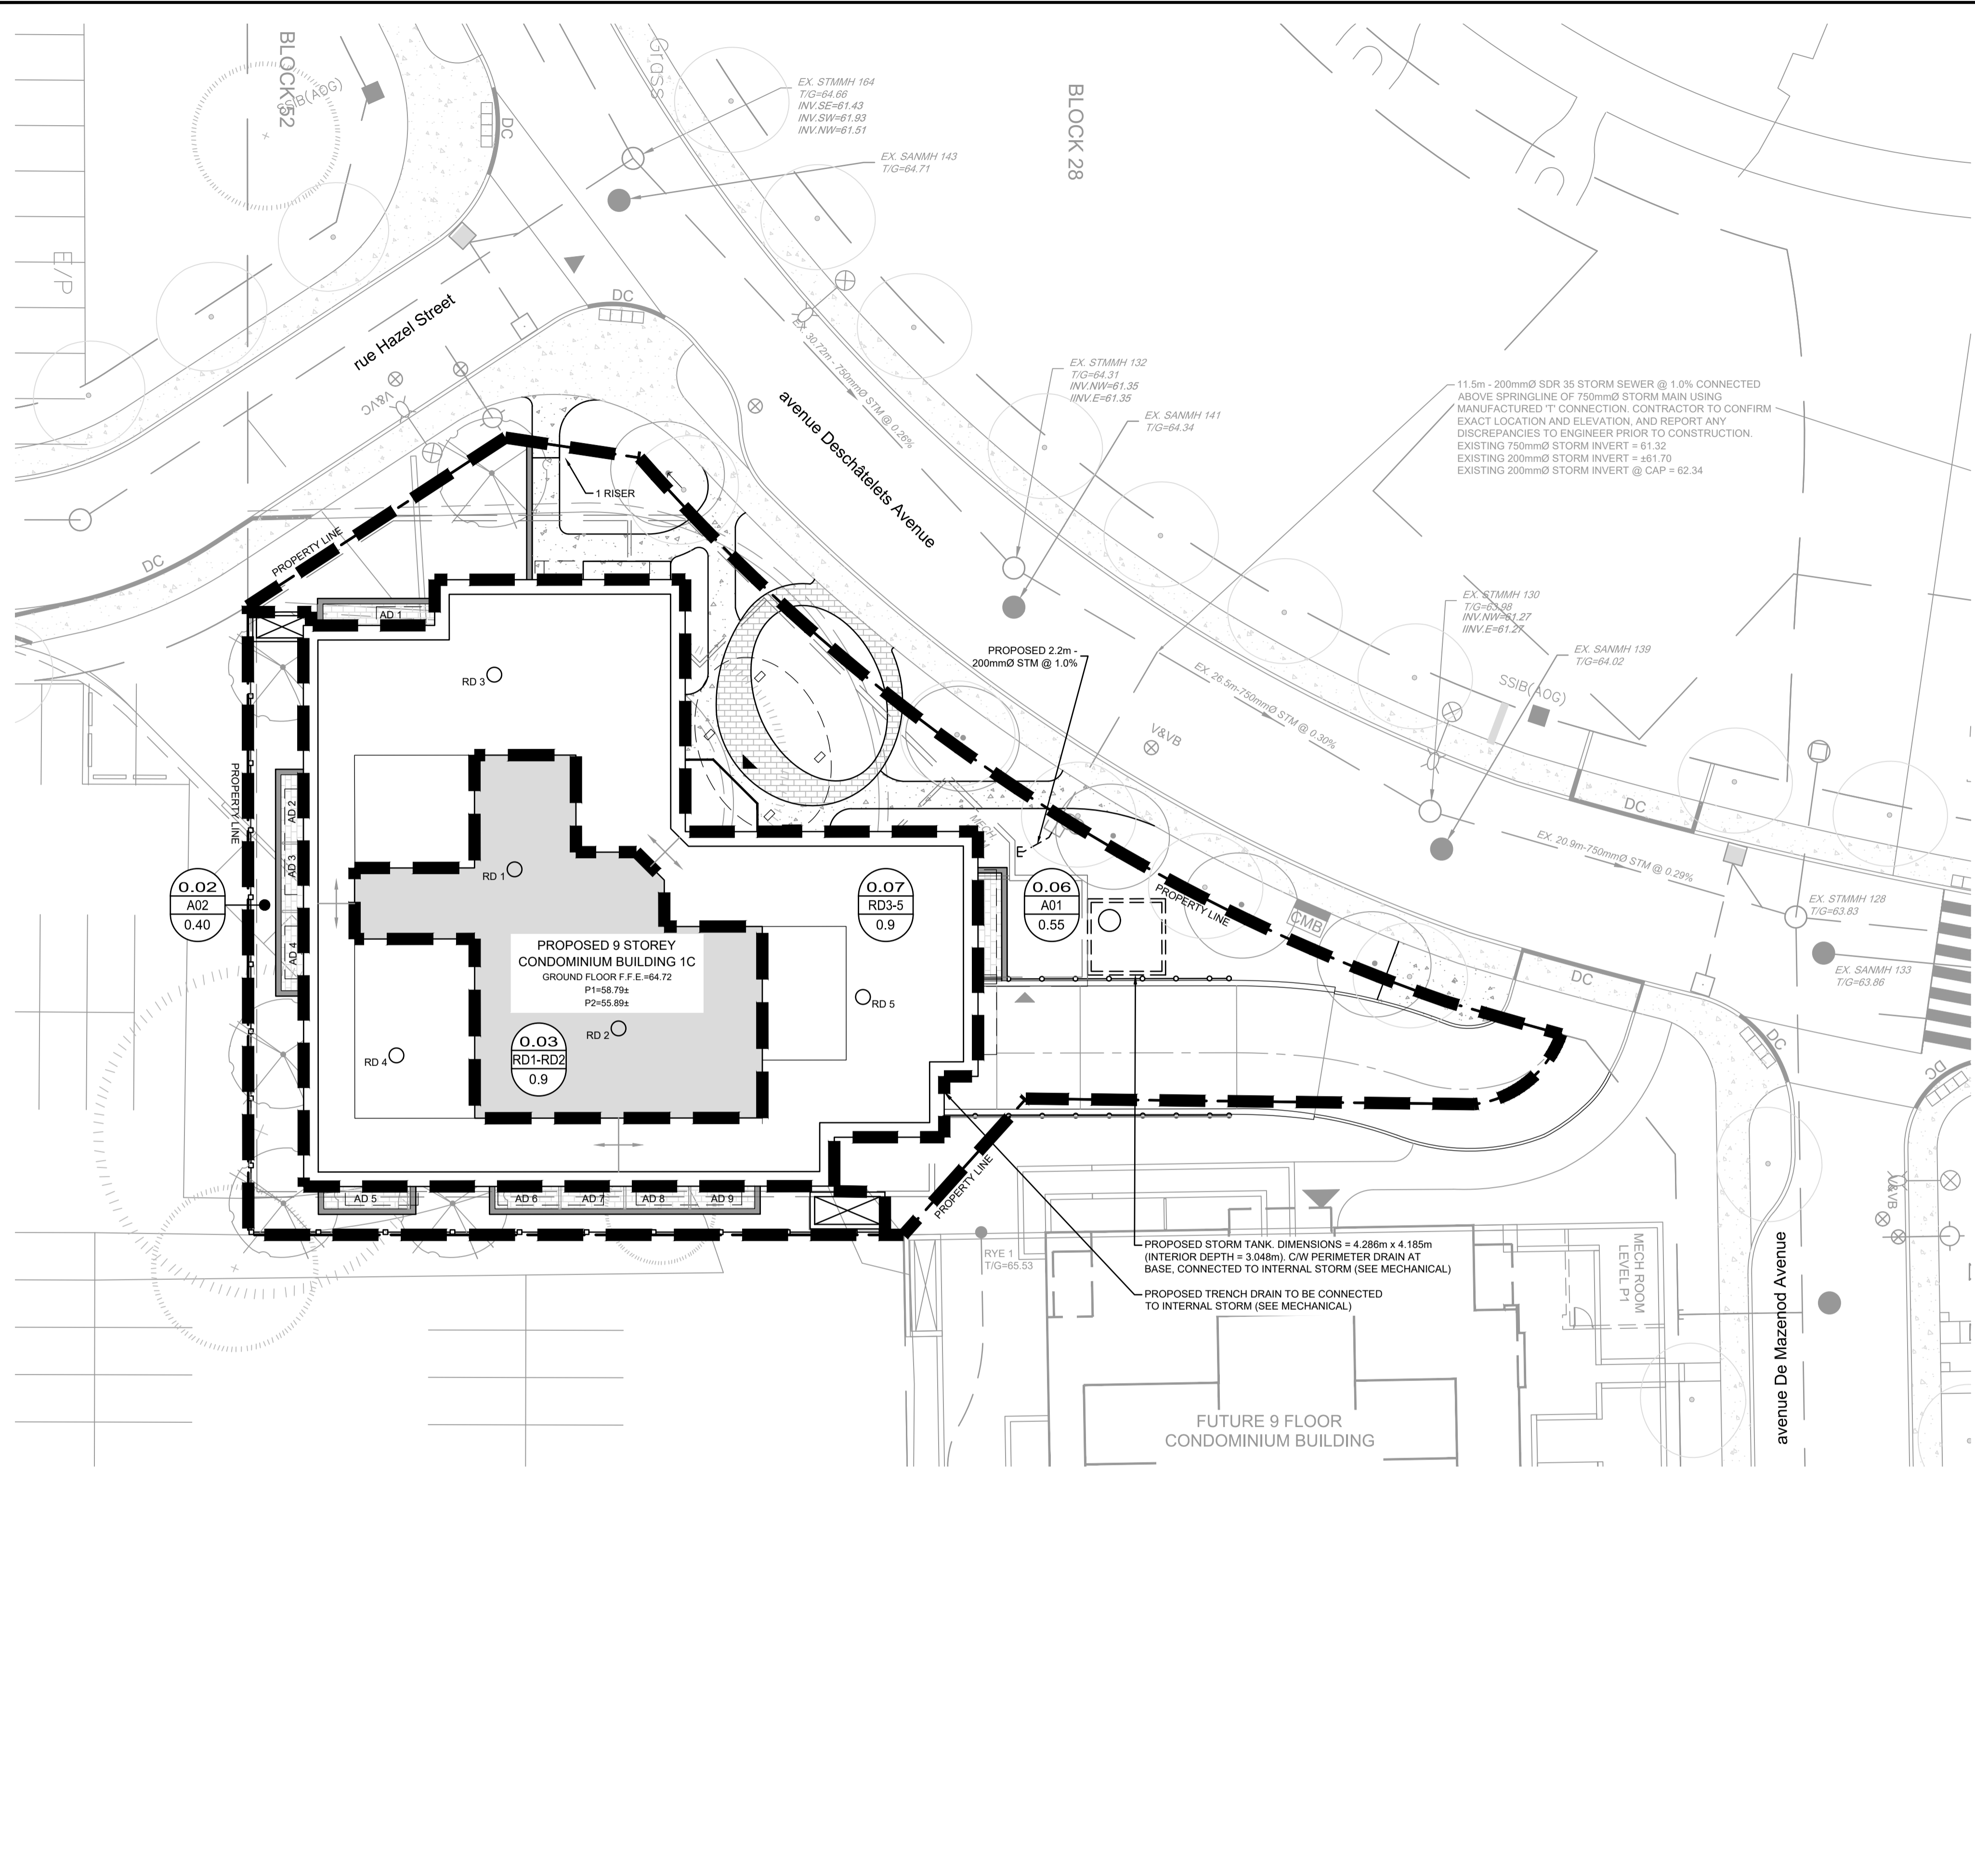 BLOCK 52
SSIB(AOG)
DC
Grass
EX. STMMH 164
T/G=64.66
INV.SE=61.43
INV.SW=61.93
INV.NW=61.51
EX. SANMH 143
T/G=64.71
BLOCK 28
E/P
rue Hazel Street
DC
V&VC
EX. 30.72m - 750mmØ STM @ 0.26%
avenue Deschâtelets Avenue
EX. STMMH 132
T/G=64.31
INV.NW=61.35
IINV.E=61.35
EX. SANMH 141
T/G=64.34
11.5m - 200mmØ SDR 35 STORM SEWER @ 1.0% CONNECTED
ABOVE SPRINGLINE OF 750mmØ STORM MAIN USING
MANUFACTURED 'T' CONNECTION. CONTRACTOR TO CONFIRM
EXACT LOCATION AND ELEVATION, AND REPORT ANY
DISCREPANCIES TO ENGINEER PRIOR TO CONSTRUCTION.
EXISTING 750mmØ STORM INVERT = 61.32
EXISTING 200mmØ STORM INVERT = ±61.70
EXISTING 200mmØ STORM INVERT @ CAP = 62.34
1 RISER
PROPERTY LINE
DC
AD 1
EX. STMMH 130
T/G=63.98
INV.NW=61.27
IINV.E=61.27
EX. SANMH 139
T/G=64.02
SSIB(AOG)
PROPOSED 2.2m -
200mmØ STM @ 1.0%
EX. 26.5m-750mmØ STM @ 0.30%
V&VB
RD 3
PROPERTY LINE
AD 2
AD 3
AD 4
MECH.
DC
EX. 20.9m-750mmØ STM @ 0.29%
RD 1
0.02
A02
0.40
0.07
RD3-5
0.9
0.06
A01
0.55
PROPERTY LINE
CMB
EX. STMMH 128
T/G=63.83
EX. SANMH 133
T/G=63.86
PROPOSED 9 STOREY
CONDOMINIUM BUILDING 1C
GROUND FLOOR F.F.E.=64.72
P1=58.79±
P2=55.89±
RD 5
DC
RD 2
0.03
RD1-RD2
0.9
RD 4
DC
DC
AD 5
AD 6
AD 7
AD 8
AD 9
PROPERTY LINE
V&VB
RYE 1
T/G=65.53
PROPOSED STORM TANK. DIMENSIONS = 4.286m x 4.185m
(INTERIOR DEPTH = 3.048m). C/W PERIMETER DRAIN AT
BASE, CONNECTED TO INTERNAL STORM (SEE MECHANICAL)
PROPOSED TRENCH DRAIN TO BE CONNECTED
TO INTERNAL STORM (SEE MECHANICAL)
MECH ROOM
LEVEL P1
avenue De Mazenod Avenue
FUTURE 9 FLOOR
CONDOMINIUM BUILDING